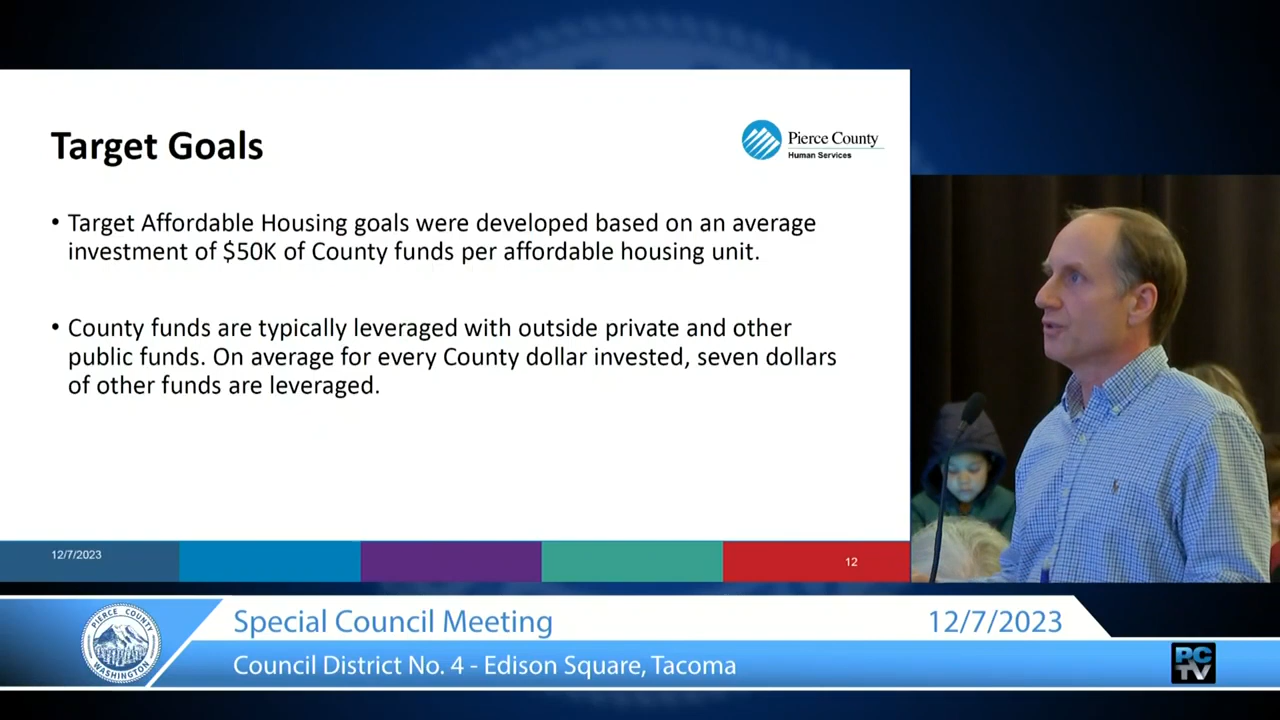 Target Goals
Pierce County
Human Services
• Target Affordable Housing goals were developed based on an average
investment of $50K of County funds per affordable housing unit.
• County funds are typically leveraged with outside private and other
public funds. On average for every County dollar invested, seven dollars
of other funds are leveraged.
12/7/2023
12
PIERCE COUNTY
WASHINGTON
Special Council Meeting
12/7/2023
Council District No. 4 - Edison Square, Tacoma
PC
TV